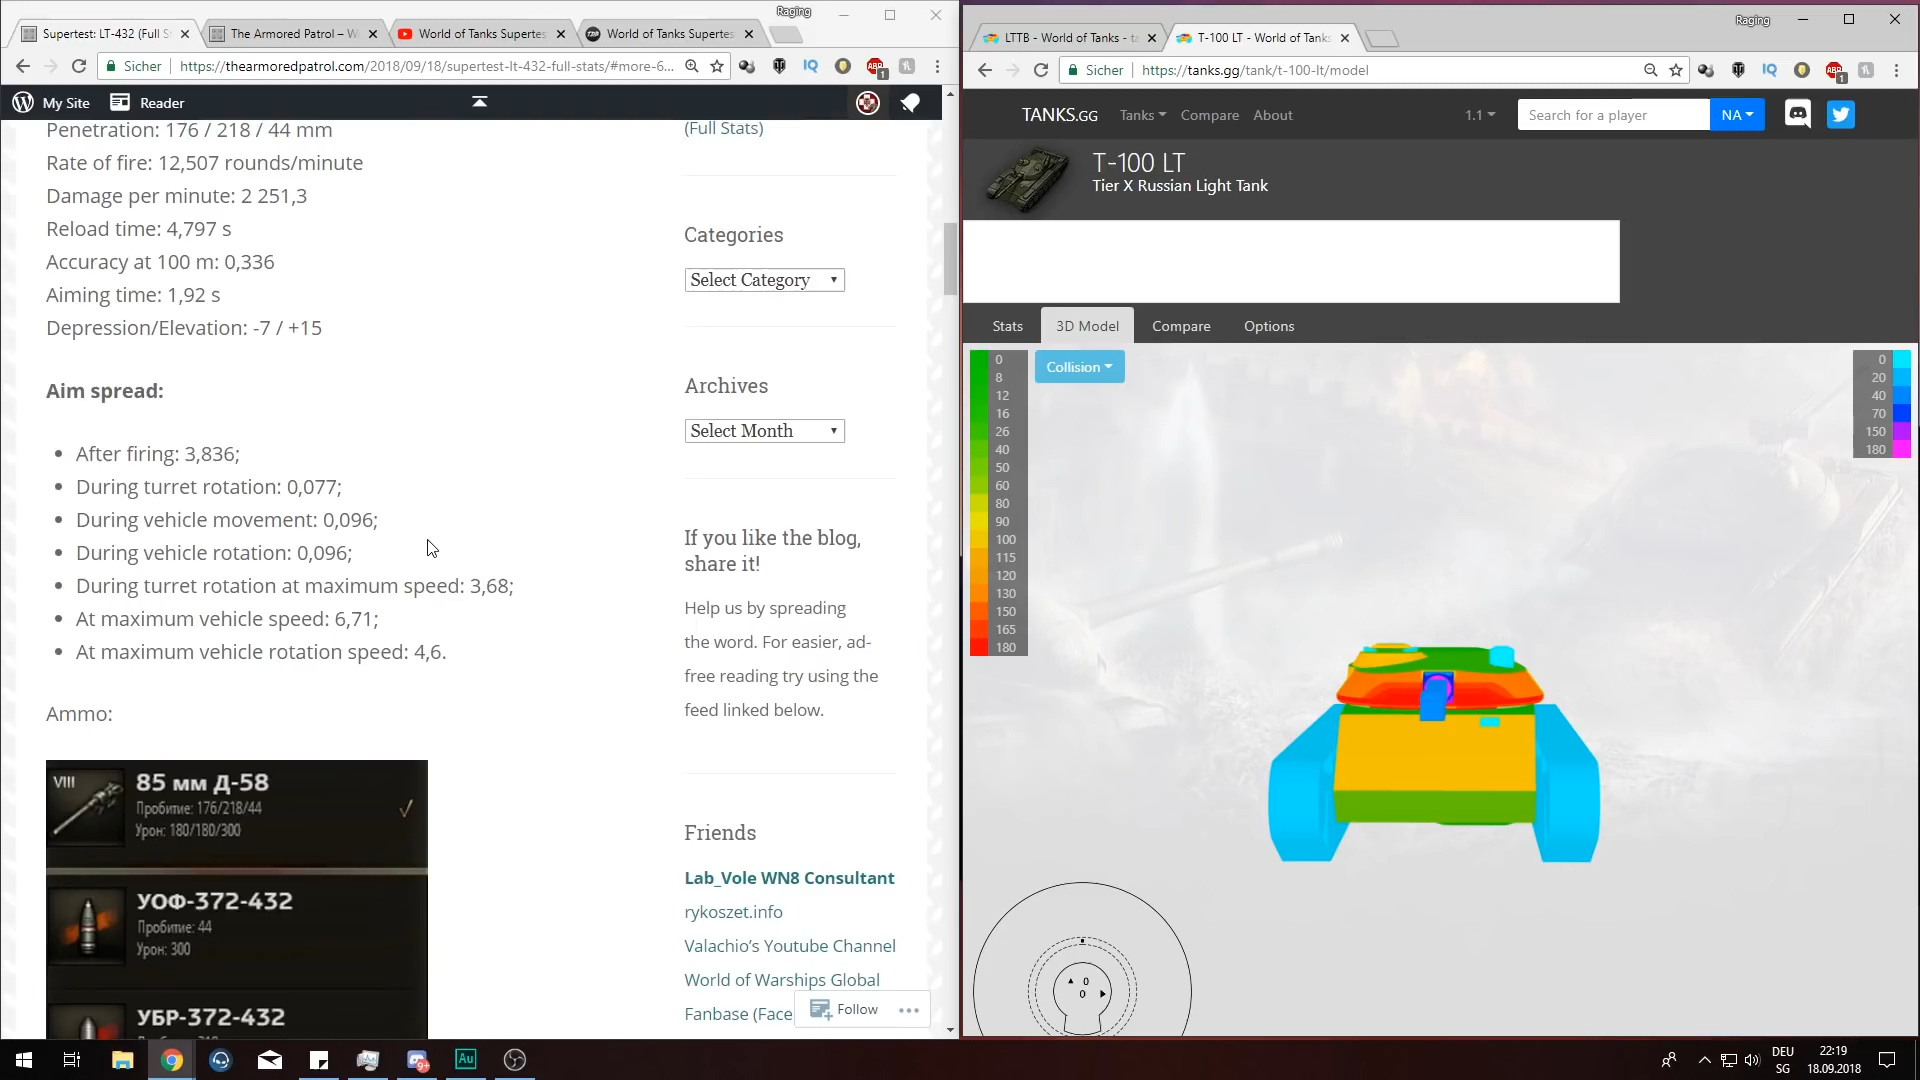 Supertest: LT-432 (Full S
The Armored Patrol – W
World of Tanks Supertes
World of Tanks Supertes
Raging
Sicher
https://thearmoredpatrol.com/2018/09/18/supertest-lt-432-full-stats/#more-6...
My Site
Reader
Penetration: 176 / 218 / 44 mm
Rate of fire: 12,507 rounds/minute
Damage per minute: 2 251,3
Reload time: 4,797 s
Accuracy at 100 m: 0,336
Aiming time: 1,92 s
Depression/Elevation: -7 / +15
Aim spread:
After firing: 3,836;
During turret rotation: 0,077;
During vehicle movement: 0,096;
During vehicle rotation: 0,096;
During turret rotation at maximum speed: 3,68;
At maximum vehicle speed: 6,71;
At maximum vehicle rotation speed: 4,6.
Ammo:
VIII
85 мм Д-58
Пробитие: 176/218/44
Урон: 180/180/300
УОФ-372-432
Пробитие: 44
Урон: 300
УБР-372-432
(Full Stats)
Categories
Select Category
Archives
Select Month
If you like the blog,
share it!
Help us by spreading
the word. For easier, ad-
free reading try using the
feed linked below.
Friends
Lab_Vole WN8 Consultant
rykoszet.info
Valachio's Youtube Channel
World of Warships Global
Fanbase (Face
Follow
LTTB - World of Tanks - ta
T-100 LT - World of Tanks
Raging
Sicher
https://tanks.gg/tank/t-100-lt/model
TANKS.GG
Tanks
Compare
About
1.1
Search for a player
NA
T-100 LT
Tier X Russian Light Tank
Stats
3D Model
Compare
Options
Collision
0
8
12
16
26
40
50
60
80
90
100
115
120
130
150
165
180
0
20
40
70
150
180
0
0
DEU
SG
22:19
18.09.2018